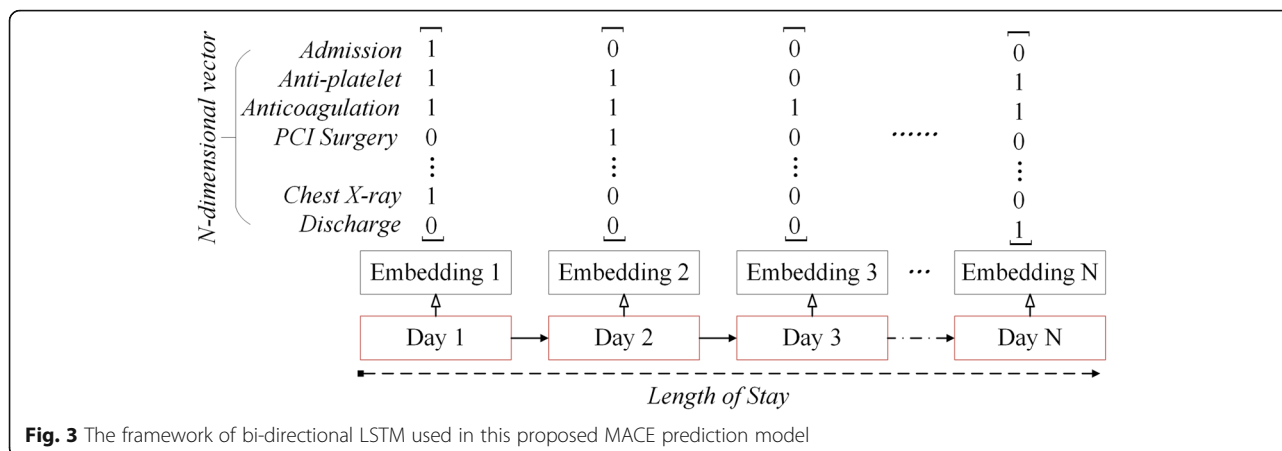 N-dimensional vector
Admission 1 0 0 0
Anti-platelet 1 1 0 1
Anticoagulation 1 1 1 1
PCI Surgery 0 1 0 ...... 0
⋮ ⋮ ⋮ ⋮
Chest X-ray 1 0 0 0
Discharge 0 0 0 1
Embedding 1 Embedding 2 Embedding 3 ... Embedding N
Day 1 Day 2 Day 3 Day N
Length of Stay
Fig. 3 The framework of bi-directional LSTM used in this proposed MACE prediction model